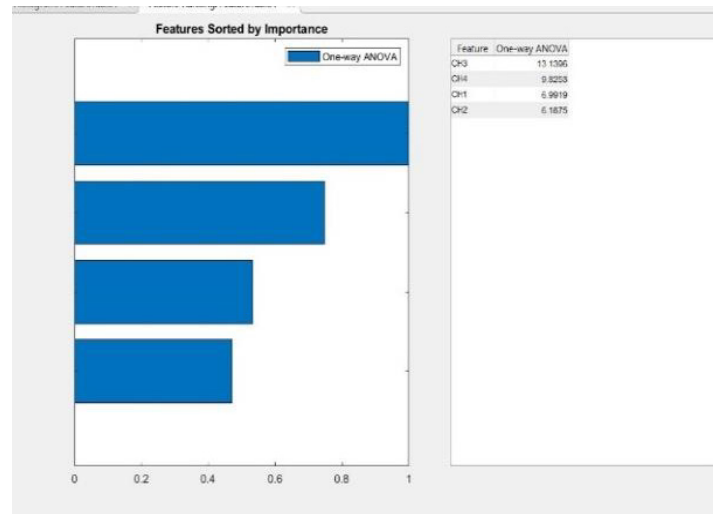 Features Sorted by Importance
One-way ANOVA
0 0.2 0.4 0.6 0.8 1
Feature One-way ANOVA
CH3 13.1396
CH4 9.8253
CH1 6.9919
CH2 6.1875